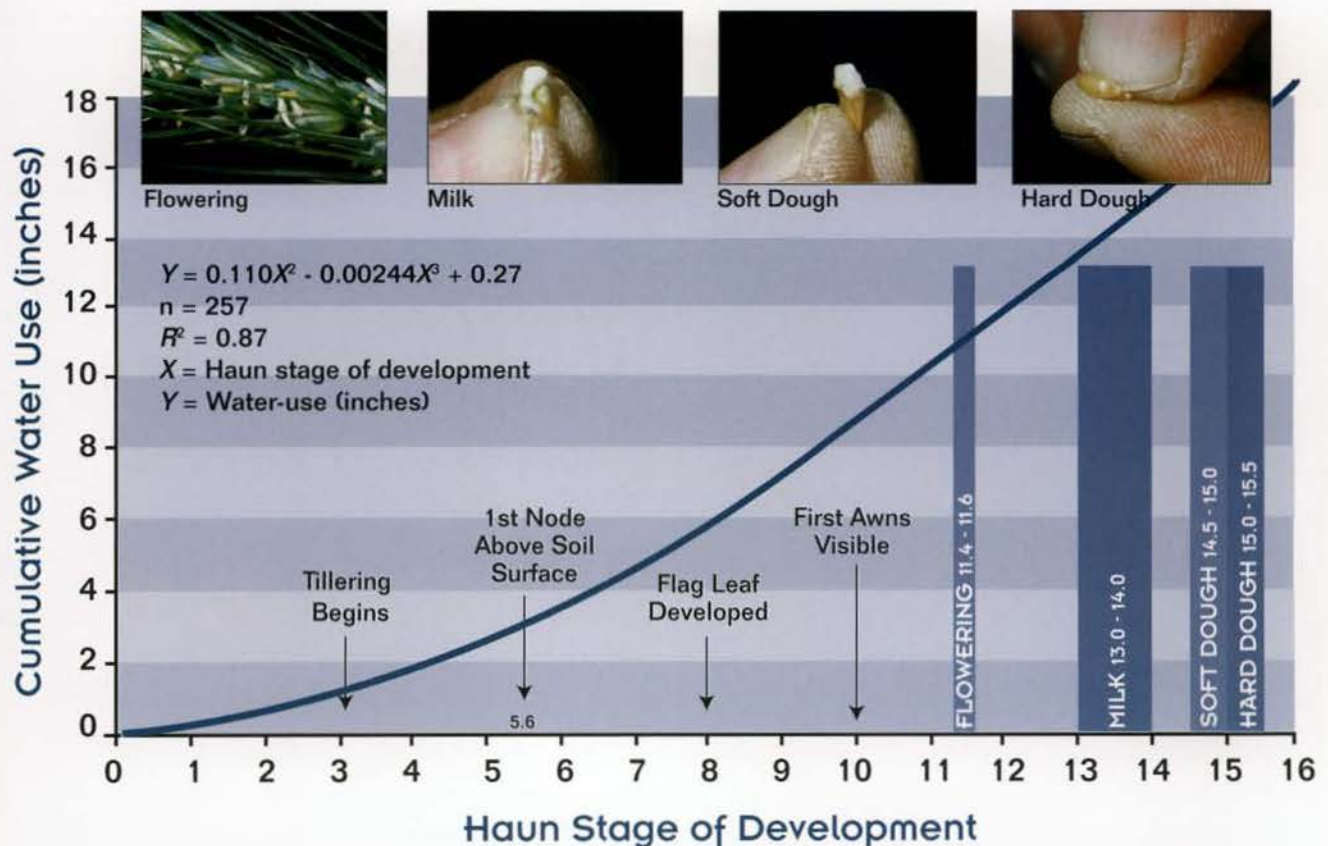 Flowering
Milk
Soft Dough
Hard Dough
Cumulative Water Use (inches)
18
16
14
12
10
8
6
4
2
0
Y = 0.110X² - 0.00244X³ + 0.27
n = 257
R² = 0.87
X = Haun stage of development
Y = Water-use (inches)
Tillering
Begins
1st Node
Above Soil
Surface
5.6
Flag Leaf
Developed
First Awns
Visible
FLOWERING 11.4 - 11.6
MILK 13.0 - 14.0
SOFT DOUGH 14.5 - 15.0
HARD DOUGH 15.0 - 15.5
0 1 2 3 4 5 6 7 8 9 10 11 12 13 14 15 16
Haun Stage of Development